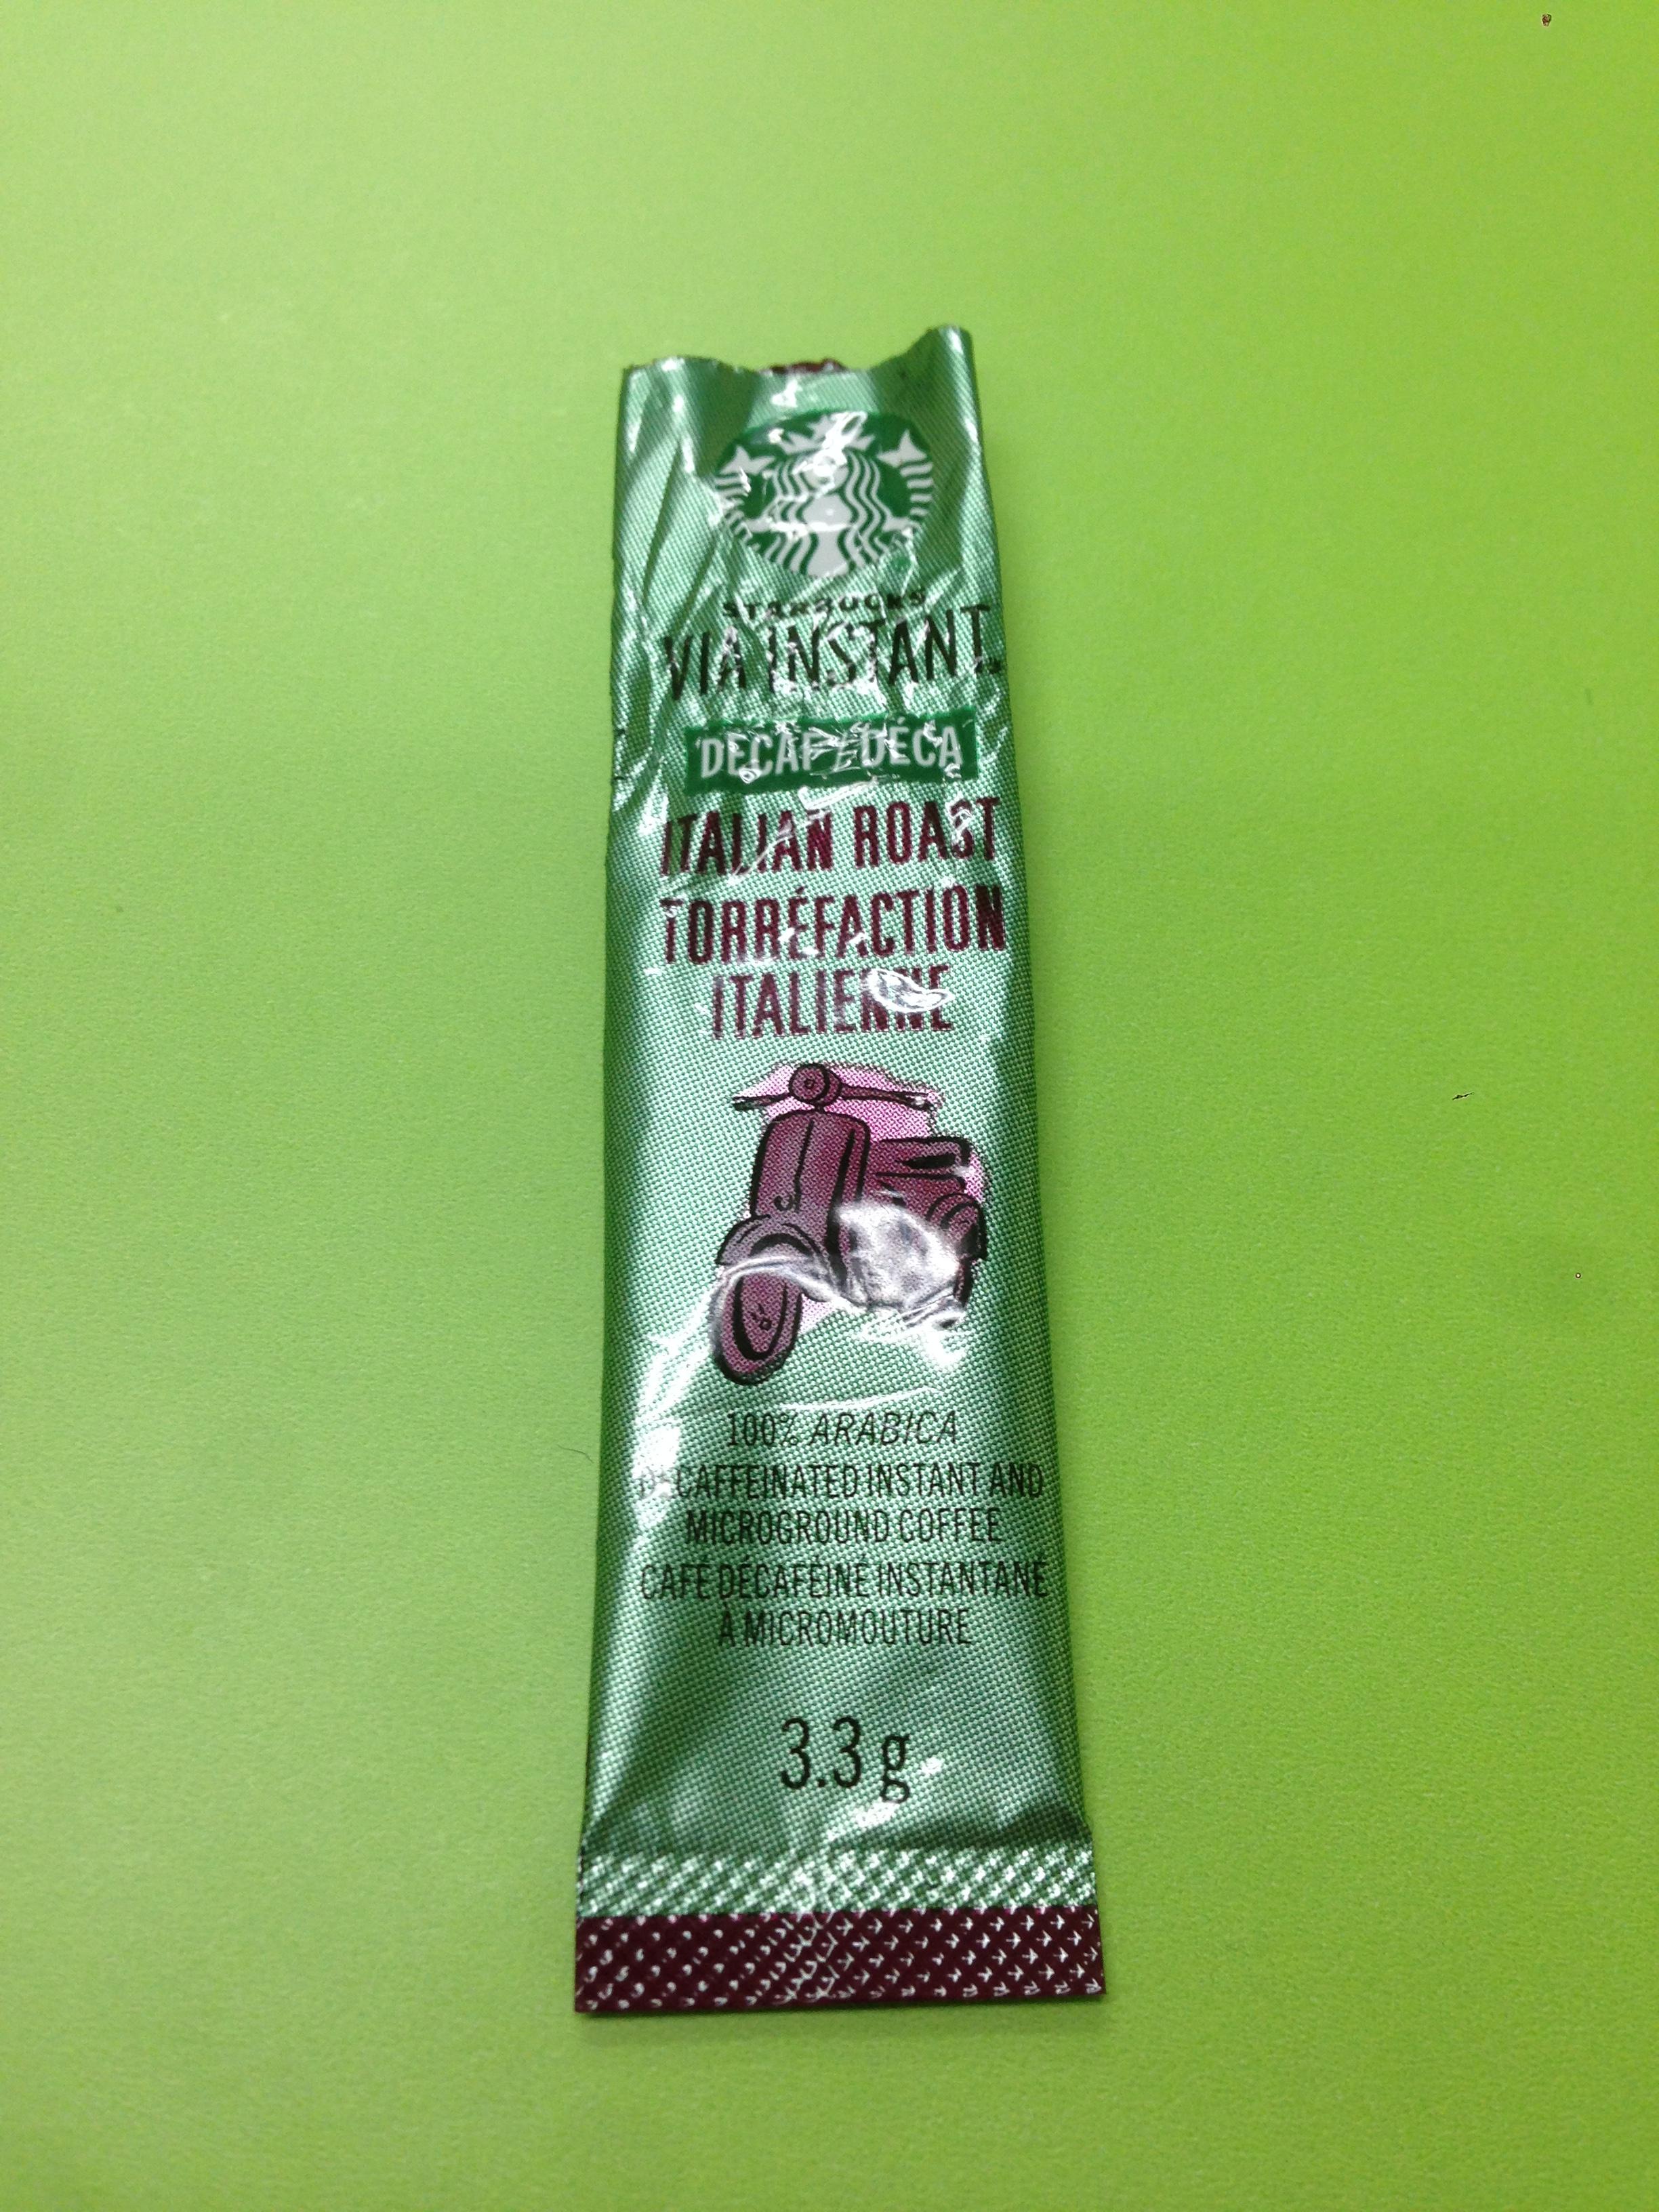 STARBUCKS
VIA INSTANT.
DECAF / DÉCA
ITALIAN ROAST
TORRÉFACTION
ITALIENNE
100% ARABICA
DECAFFEINATED INSTANT AND
MICROGROUND COFFEE
CAFÉ DÉCAFÉINÉ INSTANTANÉ
À MICROMOUTURE
3.3 g